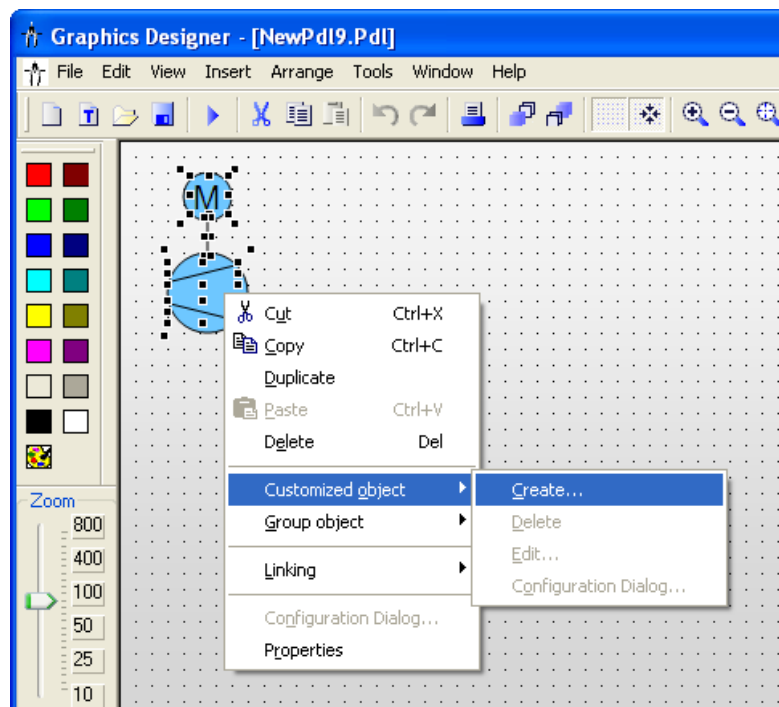 Graphics Designer - [NewPdl9.Pdl]
File Edit View Insert Arrange Tools Window Help
T
M
Cut Ctrl+X
Copy Ctrl+C
Duplicate
Paste Ctrl+V
Delete Del
Customized object
Create...
Group object
Delete
Edit...
Linking
Configuration Dialog...
Configuration Dialog...
Properties
Zoom
800
400
100
50
25
10